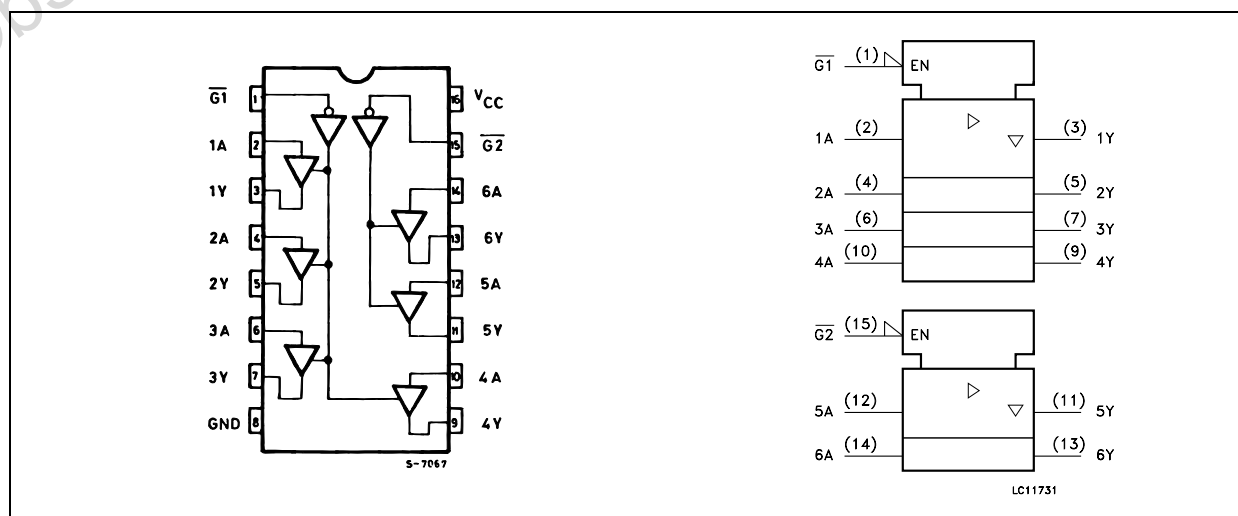 bs
G1 1 16 VCC
1A 2 15 G2
1Y 3 14 6A
2A 4 13 6Y
2Y 5 12 5A
3A 6 11 5Y
3Y 7 10 4A
GND 8 9 4Y
S-7067
G1 (1) EN
1A (2) (3) 1Y
2A (4) (5) 2Y
3A (6) (7) 3Y
4A (10) (9) 4Y
G2 (15) EN
5A (12) (11) 5Y
6A (14) (13) 6Y
LC11731